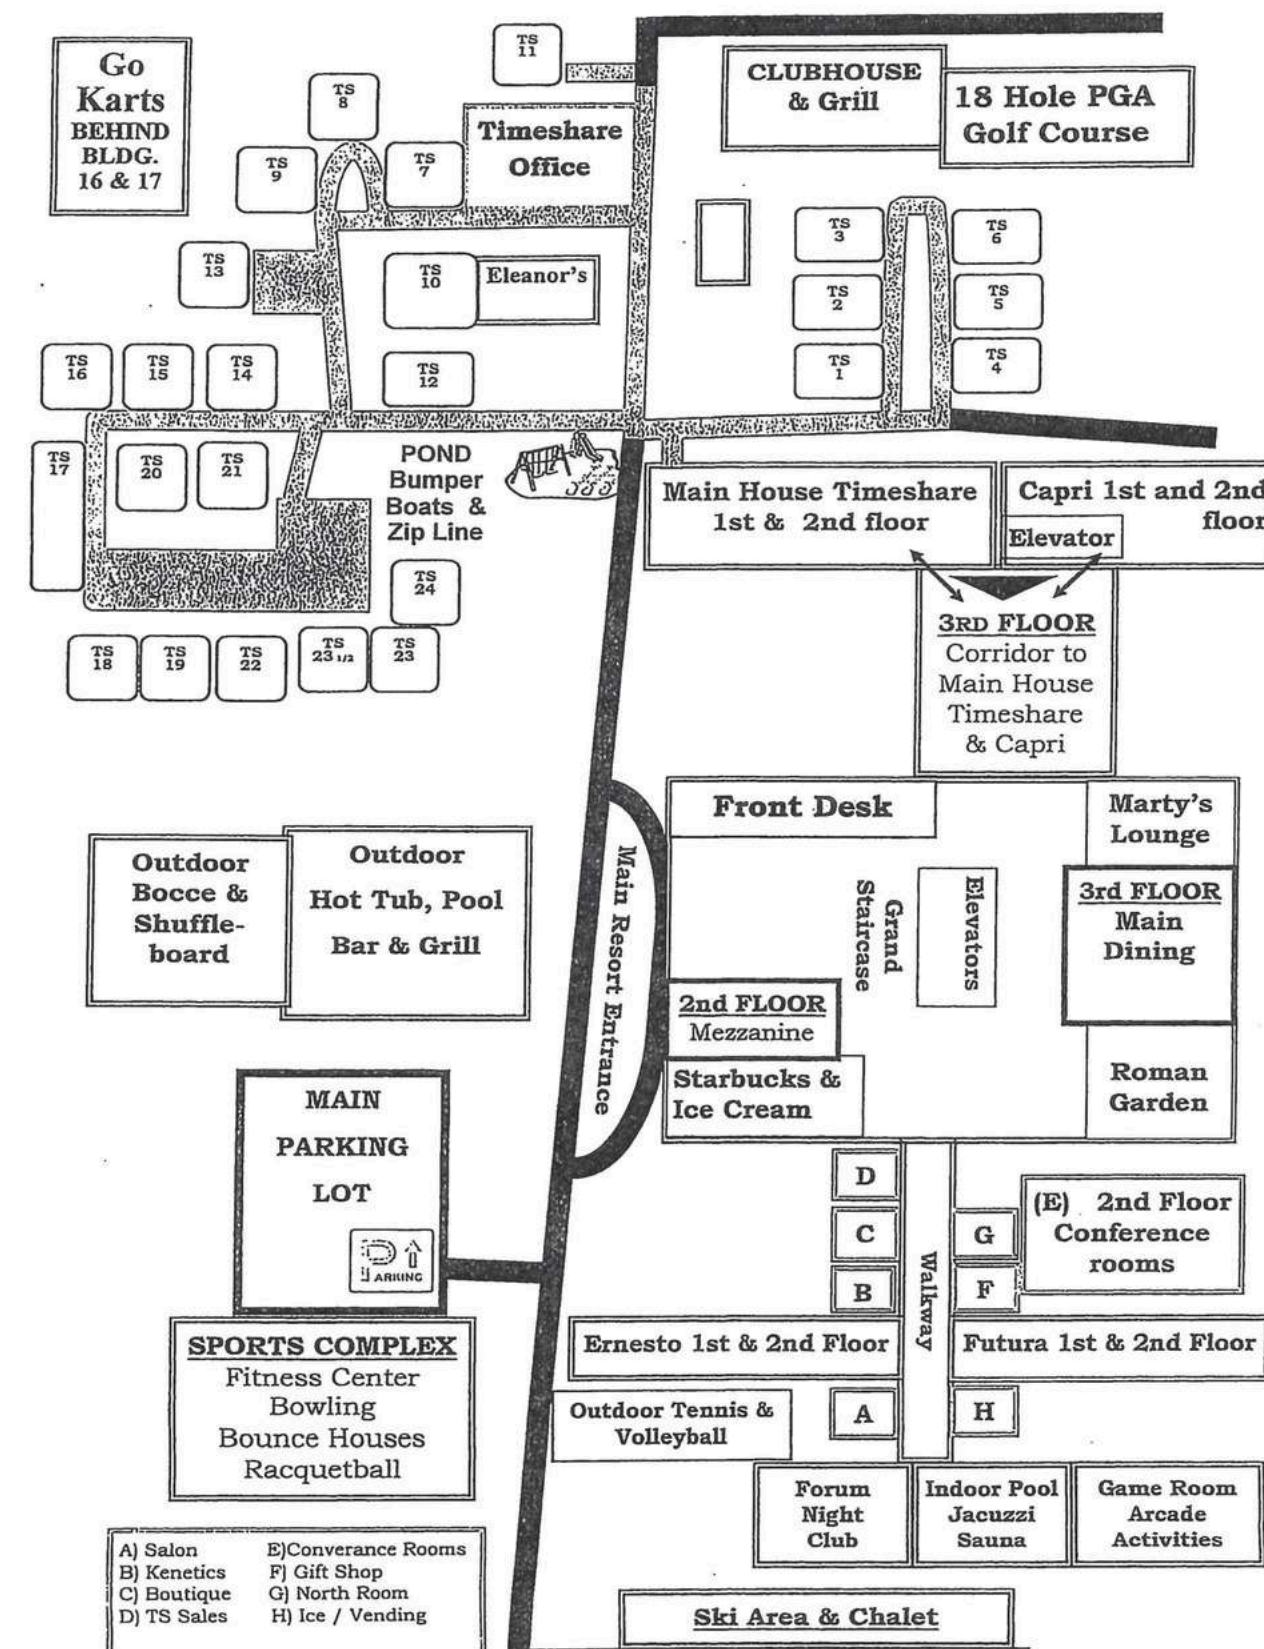 Go
Karts
BEHIND
BLDG.
16 & 17
TS
11
TS
8
TS
9
TS
7
Timeshare
Office
CLUBHOUSE
& Grill
18 Hole PGA
Golf Course
TS
13
TS
10
Eleanor's
TS
3
TS
6
TS
2
TS
5
TS
1
TS
4
TS
16
TS
15
TS
14
TS
12
TS
17
TS
20
TS
21
POND
Bumper
Boats &
Zip Line
Main House Timeshare
1st & 2nd floor
Capri 1st and 2nd
floor
Elevator
TS
24
TS
18
TS
19
TS
22
TS
23 1/2
TS
23
3RD FLOOR
Corridor to
Main House
Timeshare
& Capri
Front Desk
Marty's
Lounge
Outdoor
Bocce &
Shuffle-
board
Outdoor
Hot Tub, Pool
Bar & Grill
Main Resort Entrance
Grand
Staircase
Elevators
3rd FLOOR
Main
Dining
2nd FLOOR
Mezzanine
Starbucks &
Ice Cream
Roman
Garden
MAIN
PARKING
LOT
ARKING
D
C
B
G
F
(E) 2nd Floor
Conference
rooms
Walkway
Ernesto 1st & 2nd Floor
Futura 1st & 2nd Floor
SPORTS COMPLEX
Fitness Center
Bowling
Bounce Houses
Racquetball
Outdoor Tennis &
Volleyball
A
H
Forum
Night
Club
Indoor Pool
Jacuzzi
Sauna
Game Room
Arcade
Activities
A) Salon E)Converance Rooms
B) Kenetics F) Gift Shop
C) Boutique G) North Room
D) TS Sales H) Ice / Vending
Ski Area & Chalet